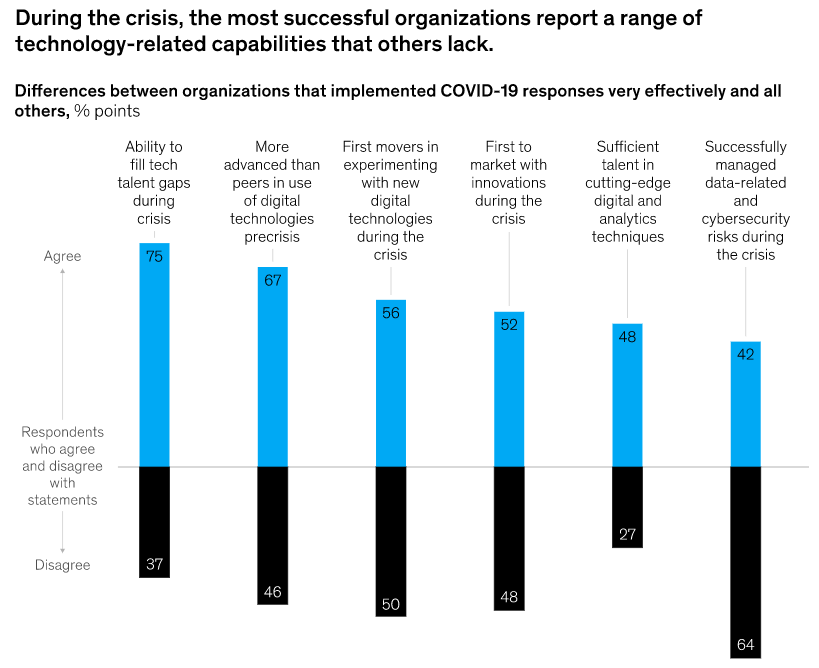 During the crisis, the most successful organizations report a range of
technology-related capabilities that others lack.
Differences between organizations that implemented COVID-19 responses very effectively and all
others, % points
Ability to
fill tech
talent gaps
during
crisis
More
advanced than
peers in use
of digital
technologies
precrisis
First movers in
experimenting
with new
digital
technologies
during the
crisis
First to
market with
innovations
during the
crisis
Sufficient
talent in
cutting-edge
digital and
analytics
techniques
Successfully
managed
data-related
and
cybersecurity
risks during
the crisis
Agree
75
67
56
52
48
42
Respondents
who agree
and disagree
with
statements
Disagree
37
46
50
48
27
64